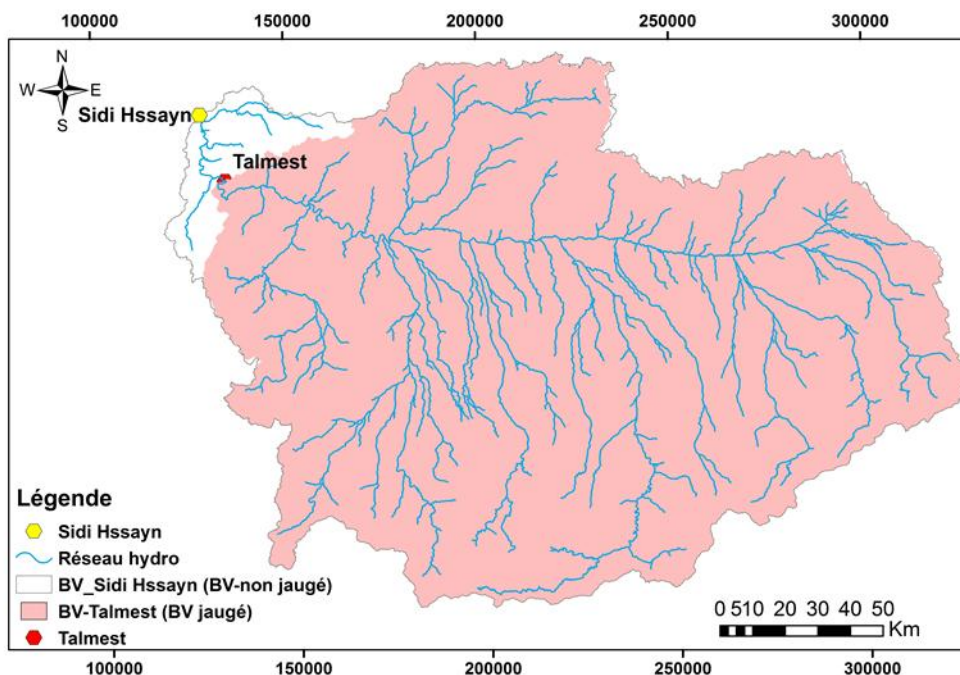 100000 150000 200000 250000 300000
N
W E
S
Sidi Hssayn
Talmest
Légende
Sidi Hssayn
Réseau hydro
BV_Sidi Hssayn (BV-non jaugé)
BV-Talmest (BV jaugé)
Talmest
0 510 20 30 40 50
Km
100000 150000 200000 250000 300000